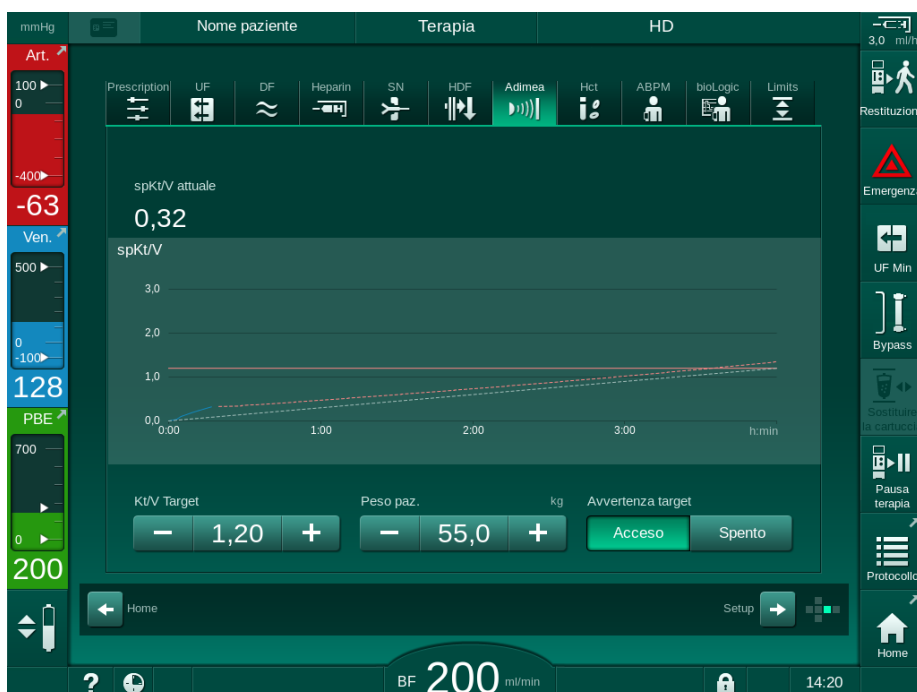 mmHg
Nome paziente
Terapia
HD
3,0 ml/h
Art.
100
0
-400
-63
Ven.
500
0
-100
128
PBE
700
0
200
Prescription
UF
DF
Heparin
SN
HDF
Adimea
Hct
ABPM
bioLogic
Limits
spKt/V attuale
0,32
spKt/V
3,0
2,0
1,0
0,0
0:00
1:00
2:00
3:00
h:min
Kt/V Target
Peso paz.
kg
Avvertenza target
1,20
55,0
Acceso
Spento
Home
Setup
Restituzion
Emergenza
UF Min
Bypass
Sostituire
la cartucci
Pausa
terapia
Protocollo
Home
?
BF 200 ml/min
14:20